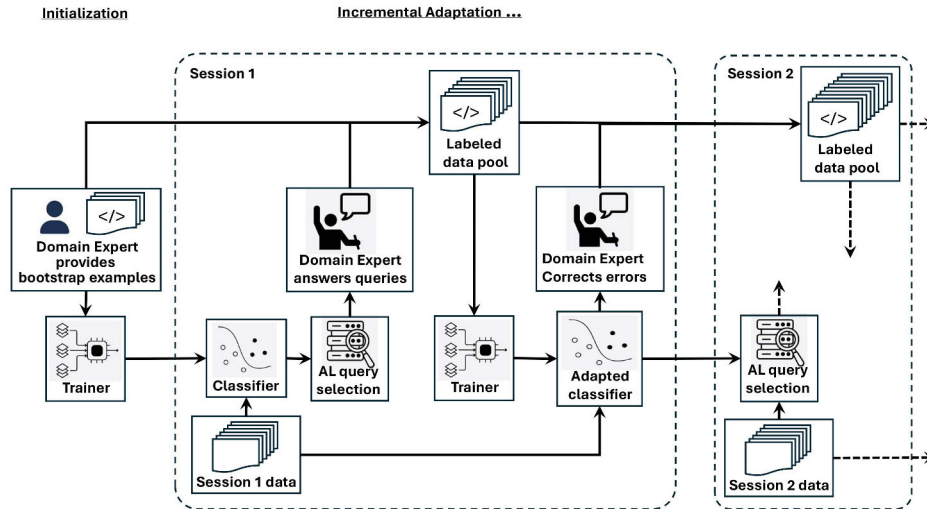 Initialization
Incremental Adaptation ...
Session 1
Session 2
</>
Labeled
data pool
</>
Labeled
data pool
</>
Domain Expert
provides
bootstrap examples
Domain Expert
answers queries
Domain Expert
Corrects errors
Trainer
Classifier
AL query
selection
Trainer
Adapted
classifier
AL query
selection
Session 1 data
Session 2 data